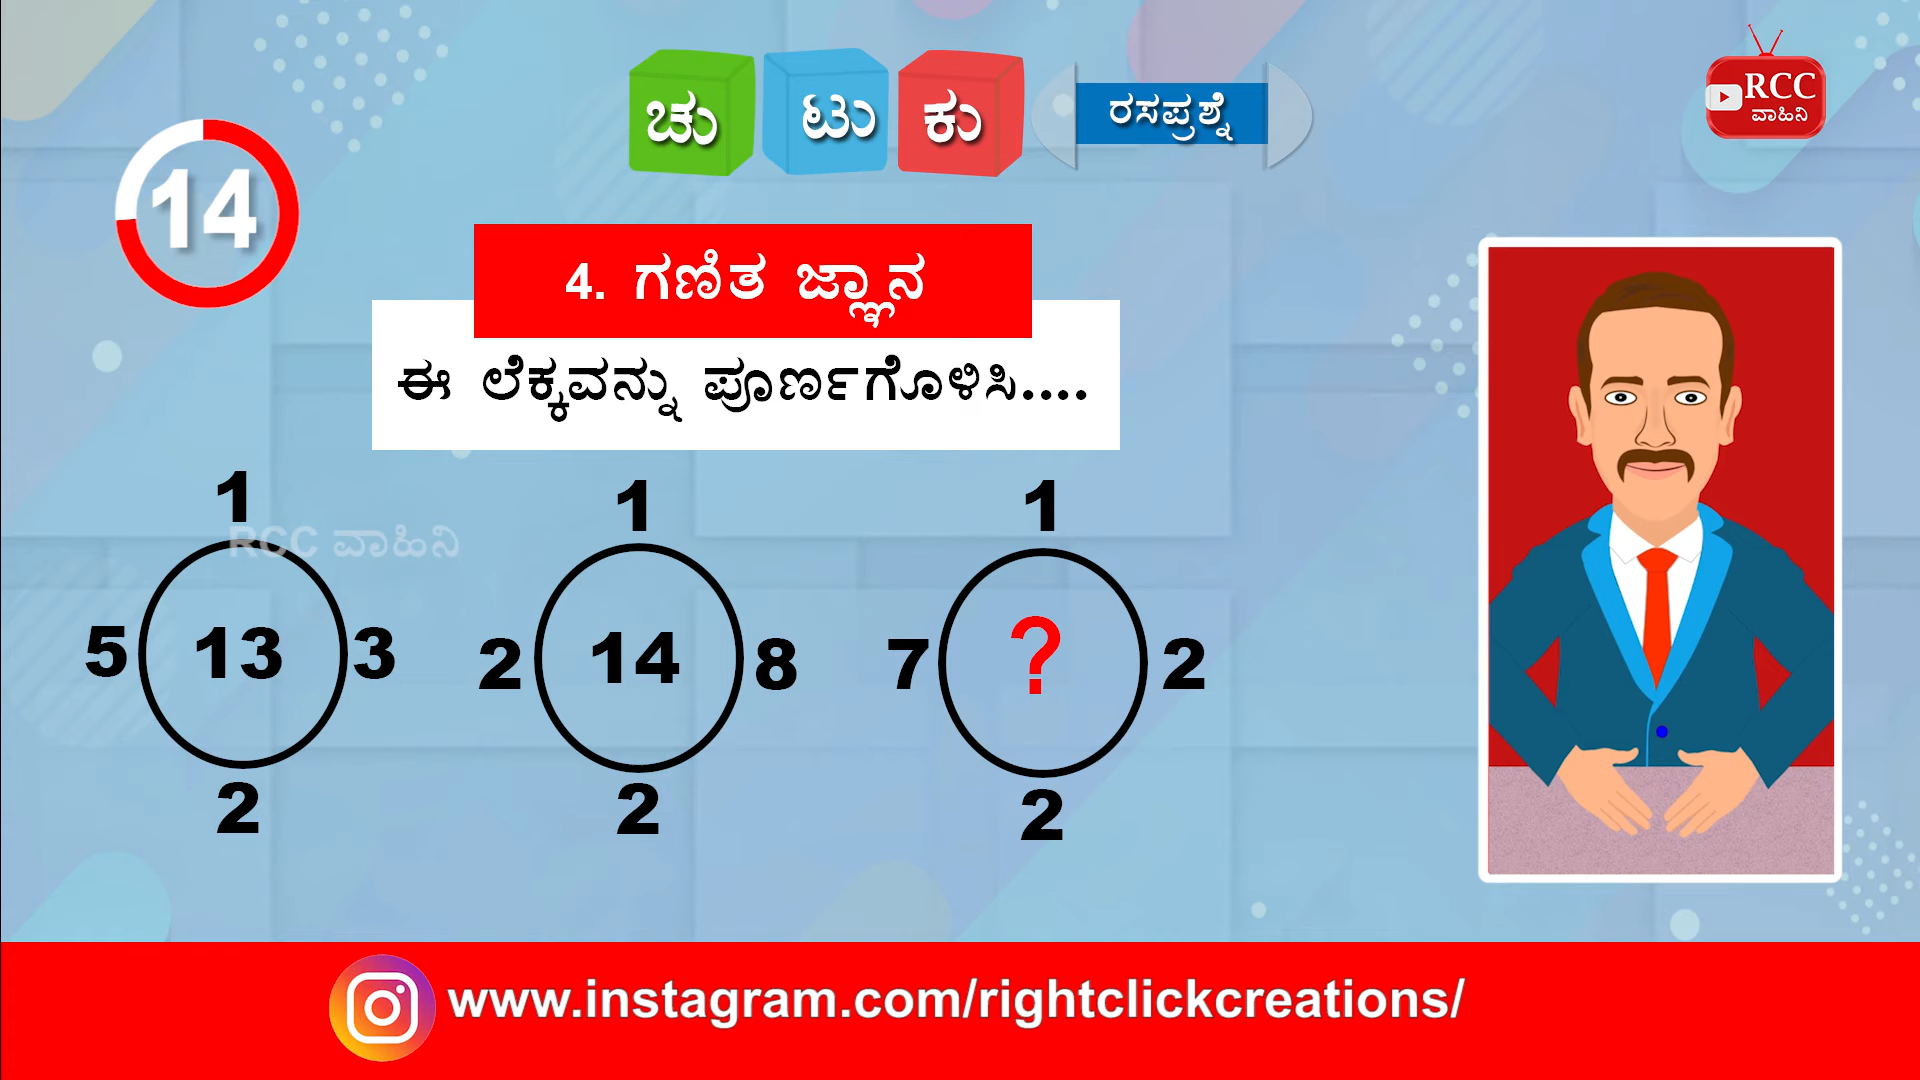 ಚು ಟು ಕು ರಸಪ್ರಶ್ನೆ
RCC
ವಾಹಿನಿ
14
4. ಗಣಿತ ಜ್ಞಾನ
ಈ ಲೆಕ್ಕವನ್ನು ಪೂರ್ಣಗೊಳಿಸಿ....
1 1 1
RCC ವಾಹಿನಿ
5 13 3 2 14 8 7 ? 2
2 2 2
www.instagram.com/rightclickcreations/